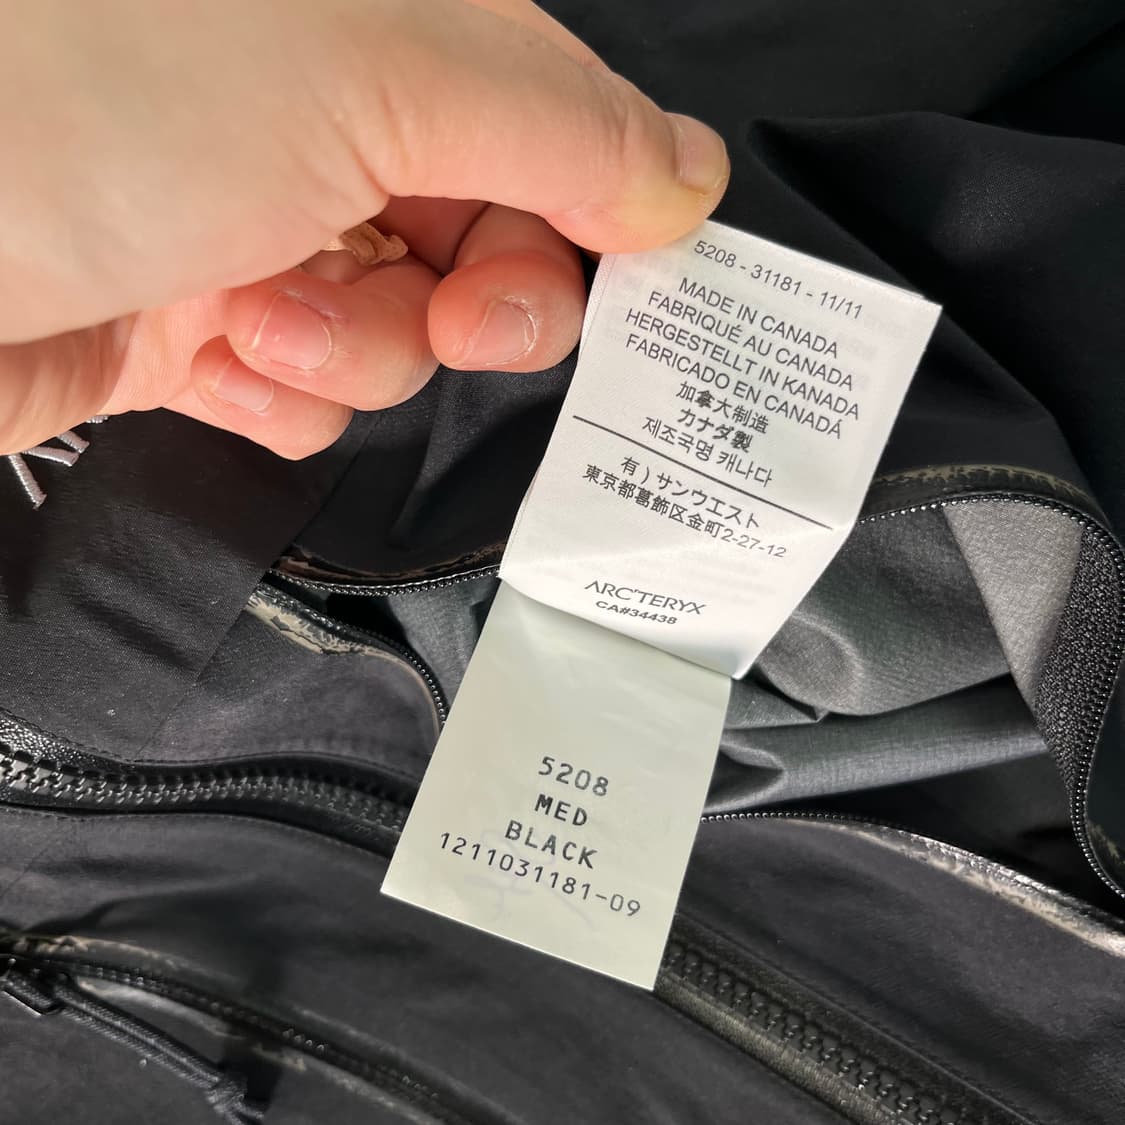 5208 - 31181 - 11/11
MADE IN CANADA
FABRIQUÉ AU CANADA
HERGESTELLT IN KANADA
FABRICADO EN CANADÁ
加拿大制造
カナダ製
제조국명 캐나다
有）サンウエスト
東京都葛飾区金町2-27-12
ARC'TERYX
CA#34438
5208
MED
BLACK
1211031181-09